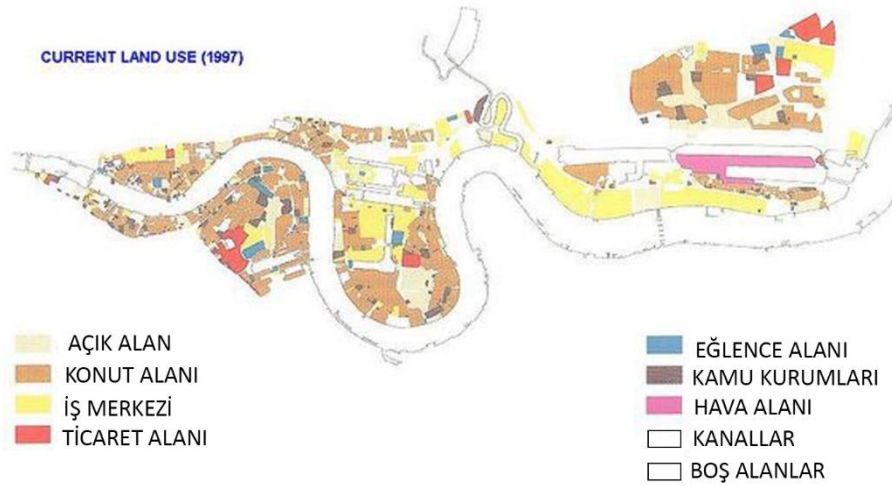 CURRENT LAND USE (1997)
AÇIK ALAN
KONUT ALANI
İŞ MERKEZİ
TİCARET ALANI
EĞLENCE ALANI
KAMU KURUMLARI
HAVA ALANI
KANALLAR
BOŞ ALANLAR